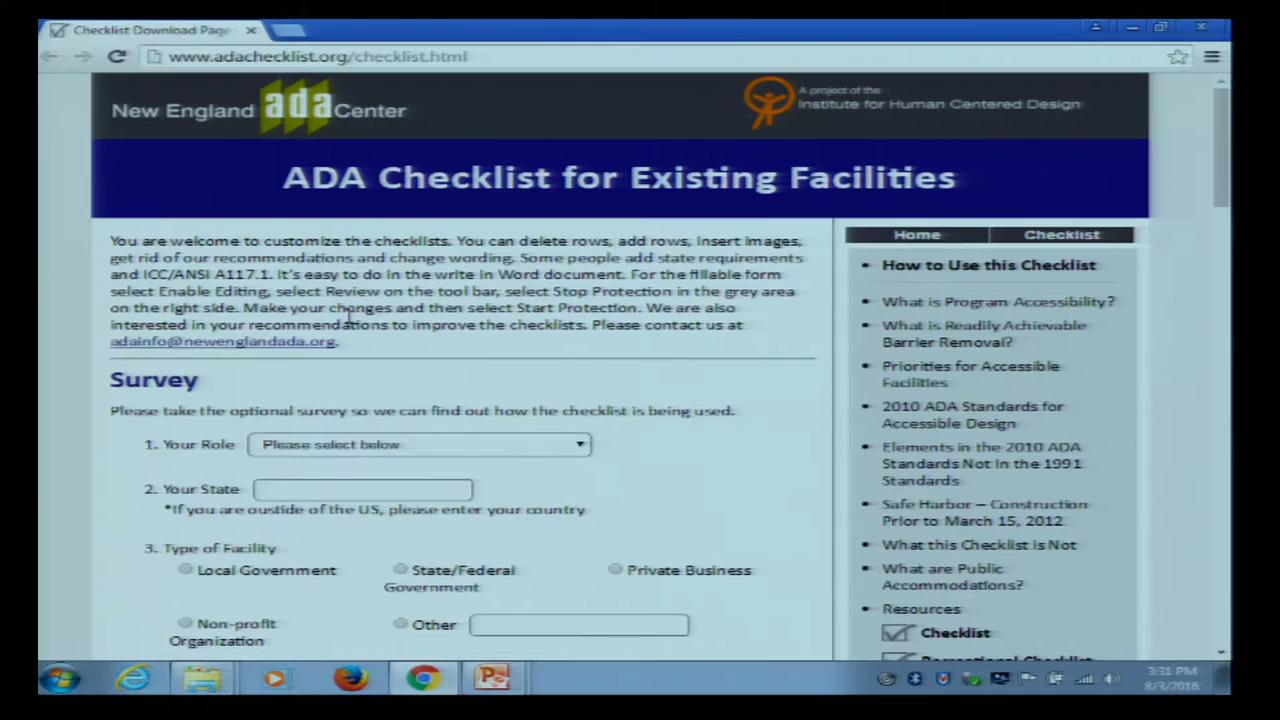 Checklist Download Page
www.adachecklist.org/checklist.html
New England ada Center
A project of the
Institute for Human Centered Design
ADA Checklist for Existing Facilities
You are welcome to customize the checklists. You can delete rows, add rows, insert images,
get rid of our recommendations and change wording. Some people add state requirements
and ICC/ANSI A117.1. It's easy to do in the write in Word document. For the fillable form
select Enable Editing, select Review on the tool bar, select Stop Protection in the grey area
on the right side. Make your changes and then select Start Protection. We are also
interested in your recommendations to improve the checklists. Please contact us at
adainfo@newenglandada.org.
Survey
Please take the optional survey so we can find out how the checklist is being used.
1. Your Role Please select below
2. Your State
*If you are oustide of the US, please enter your country
3. Type of Facility
Local Government
State/Federal
Government
Private Business
Non-profit
Organization
Other
Home
Checklist
How to Use this Checklist
What is Program Accessibility?
What is Readily Achievable
Barrier Removal?
Priorities for Accessible
Facilities
2010 ADA Standards for
Accessible Design
Elements in the 2010 ADA
Standards Not in the 1991
Standards
Safe Harbor – Construction
Prior to March 15, 2012
What this Checklist is Not
What are Public
Accommodations?
Resources
Checklist
Recreational Checklist
3:31 PM
8/3/2016